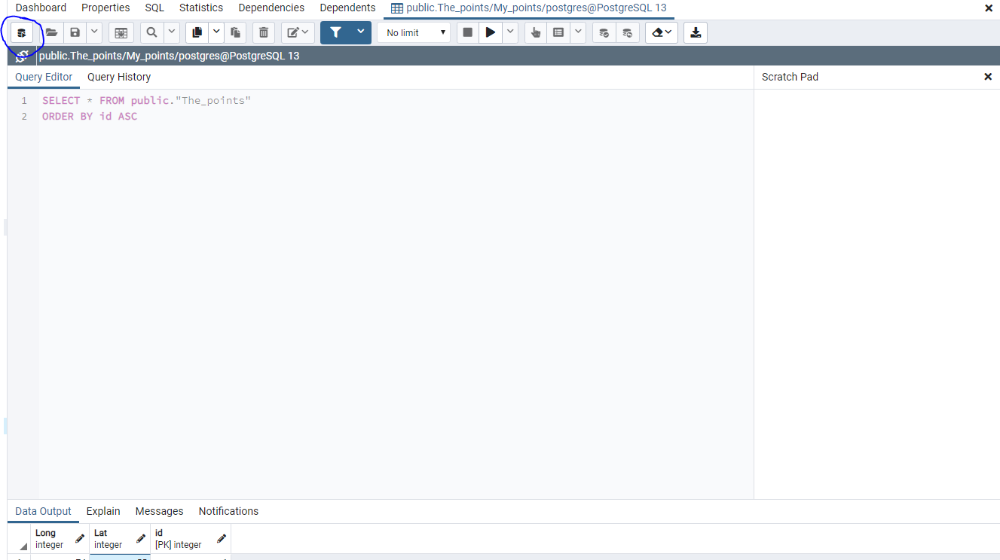 Dashboard Properties SQL Statistics Dependencies Dependents public.The_points/My_points/postgres@PostgreSQL 13
No limit
public.The_points/My_points/postgres@PostgreSQL 13
Query Editor Query History Scratch Pad
1 SELECT * FROM public."The_points"
2 ORDER BY id ASC
Data Output Explain Messages Notifications
Long Lat id
integer integer [PK] integer